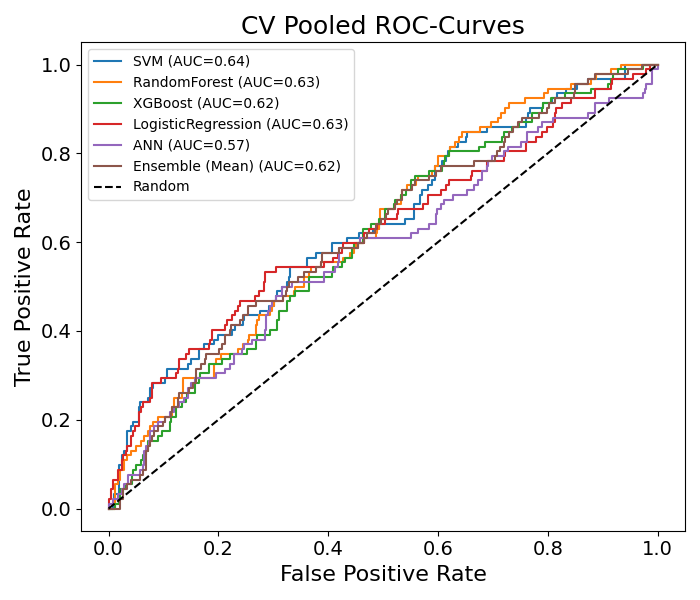 CV Pooled ROC-Curves
SVM (AUC=0.64)
RandomForest (AUC=0.63)
XGBoost (AUC=0.62)
LogisticRegression (AUC=0.63)
ANN (AUC=0.57)
Ensemble (Mean) (AUC=0.62)
Random
True Positive Rate
1.0
0.8
0.6
0.4
0.2
0.0
0.0 0.2 0.4 0.6 0.8 1.0
False Positive Rate